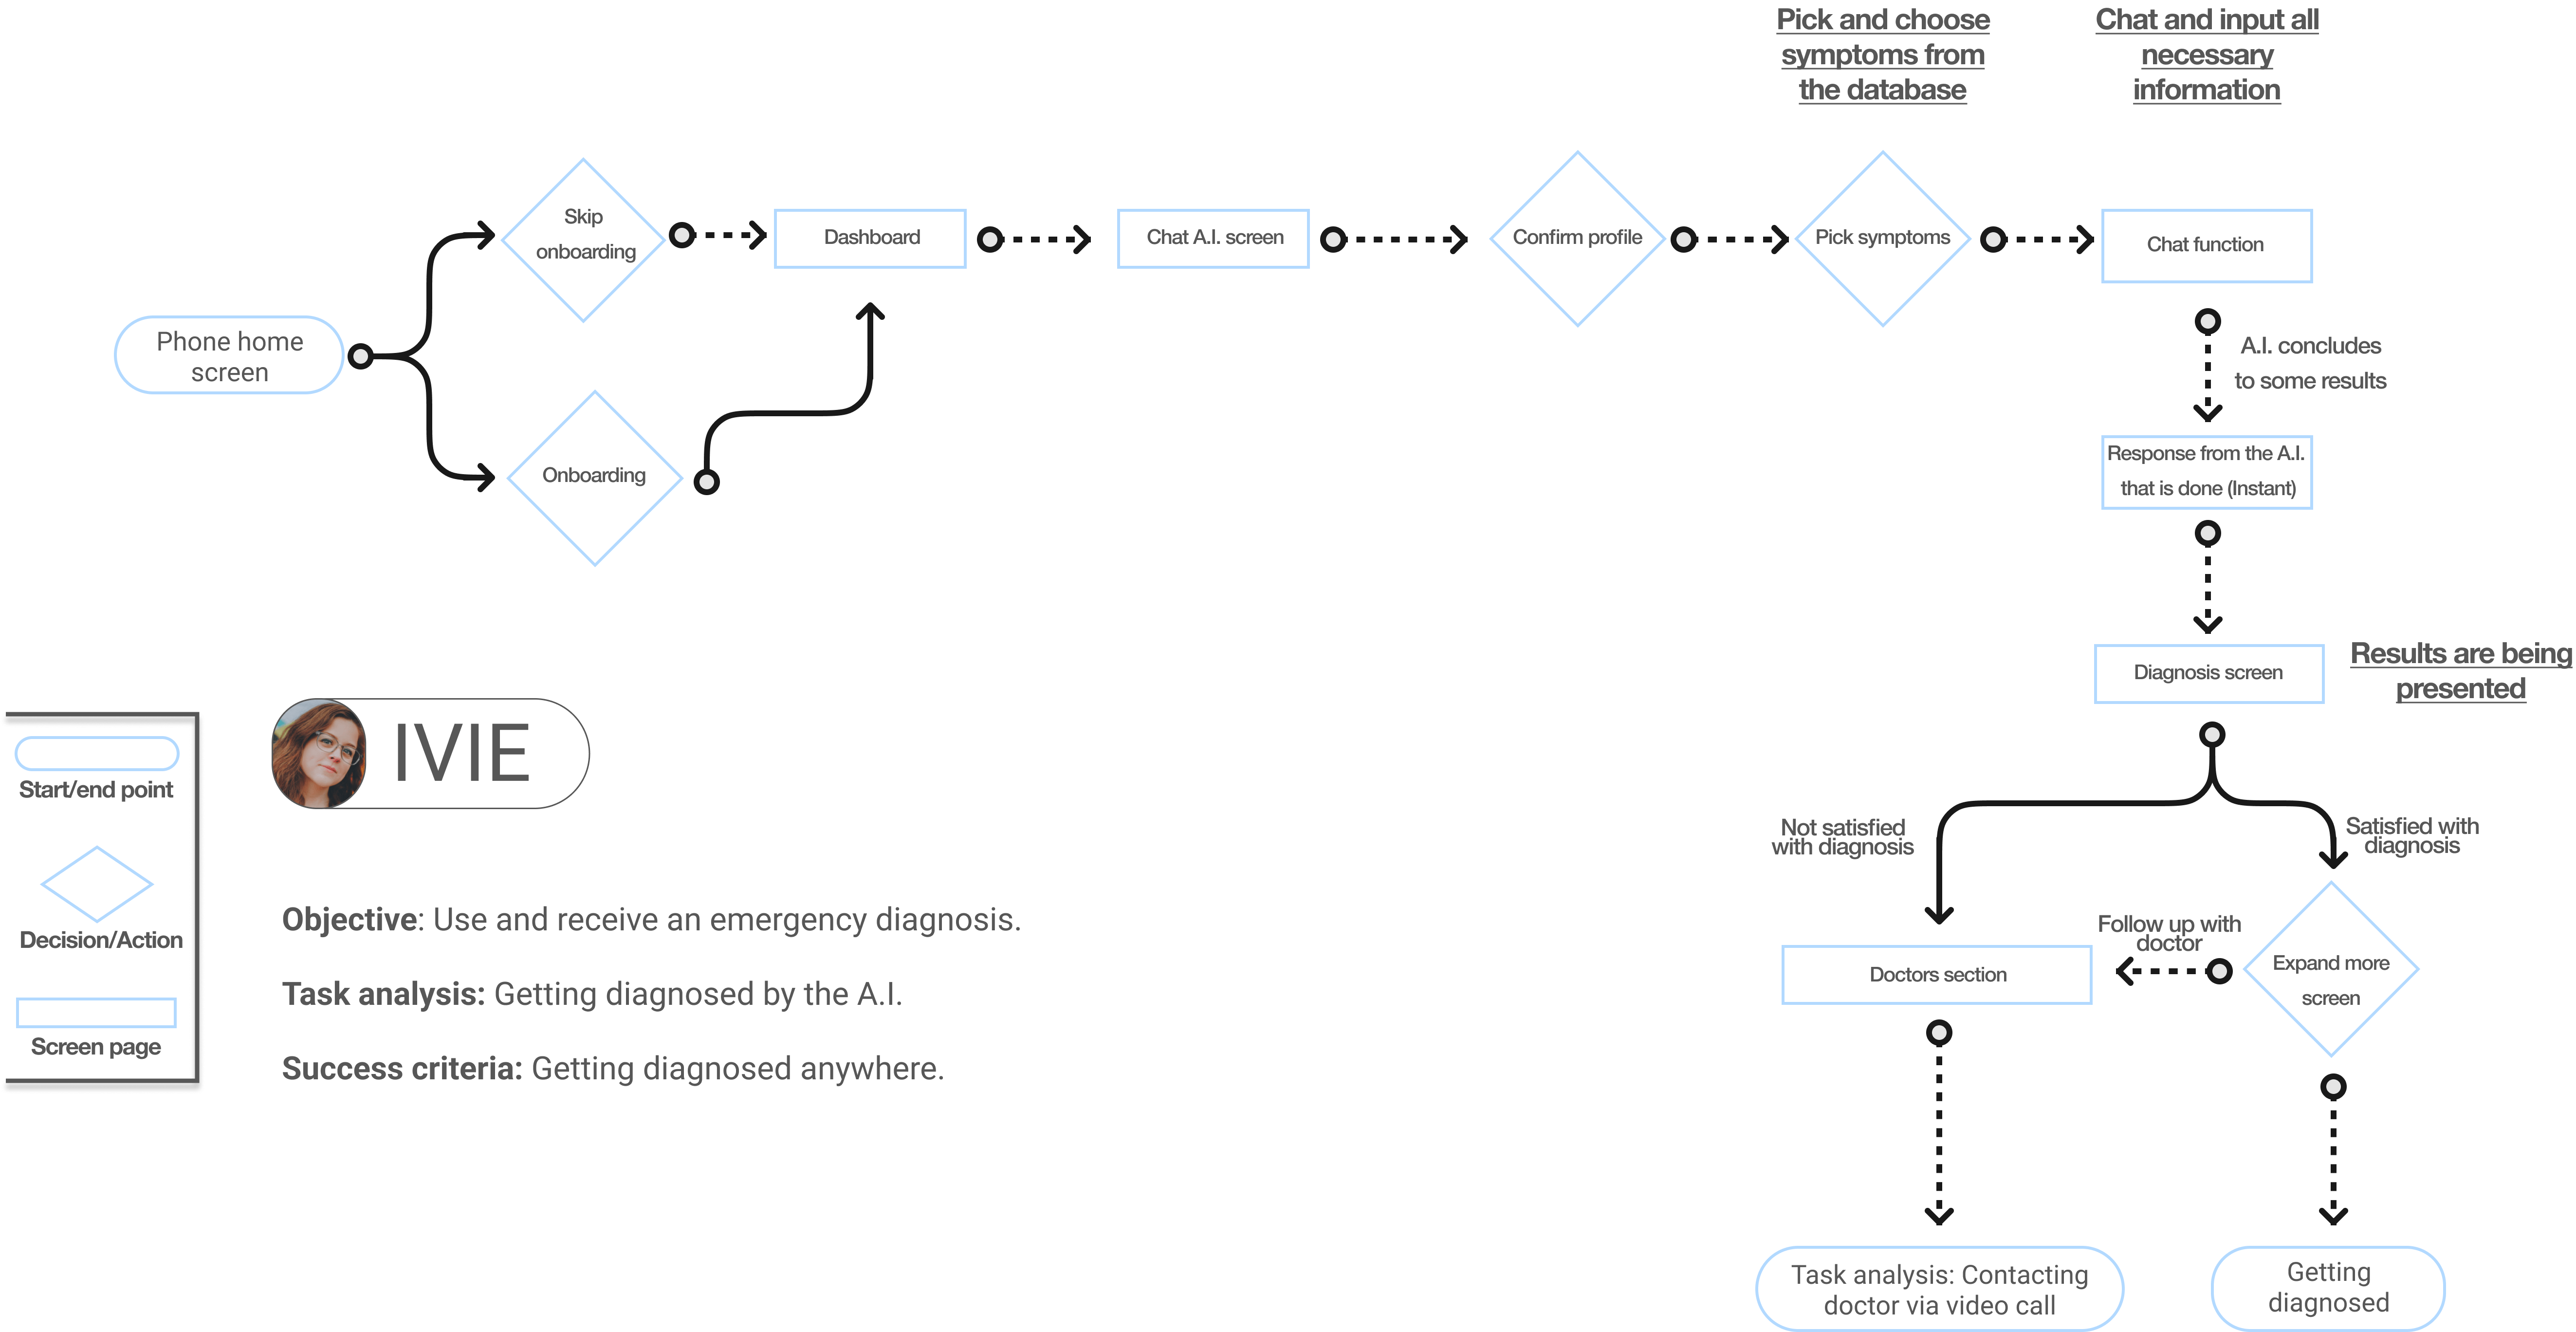 Pick and choose
symptoms from
the database
Chat and input all
necessary
information
Skip
onboarding
Dashboard
Chat A.I. screen
Confirm profile
Pick symptoms
Chat function
Phone home
screen
A.I. concludes
to some results
Onboarding
Response from the A.I.
that is done (Instant)
Diagnosis screen
Results are being
presented
Start/end point
Decision/Action
Screen page
IVIE
Objective: Use and receive an emergency diagnosis.
Task analysis: Getting diagnosed by the A.I.
Success criteria: Getting diagnosed anywhere.
Not satisfied
with diagnosis
Satisfied with
diagnosis
Follow up with
doctor
Doctors section
Expand more
screen
Task analysis: Contacting
doctor via video call
Getting
diagnosed